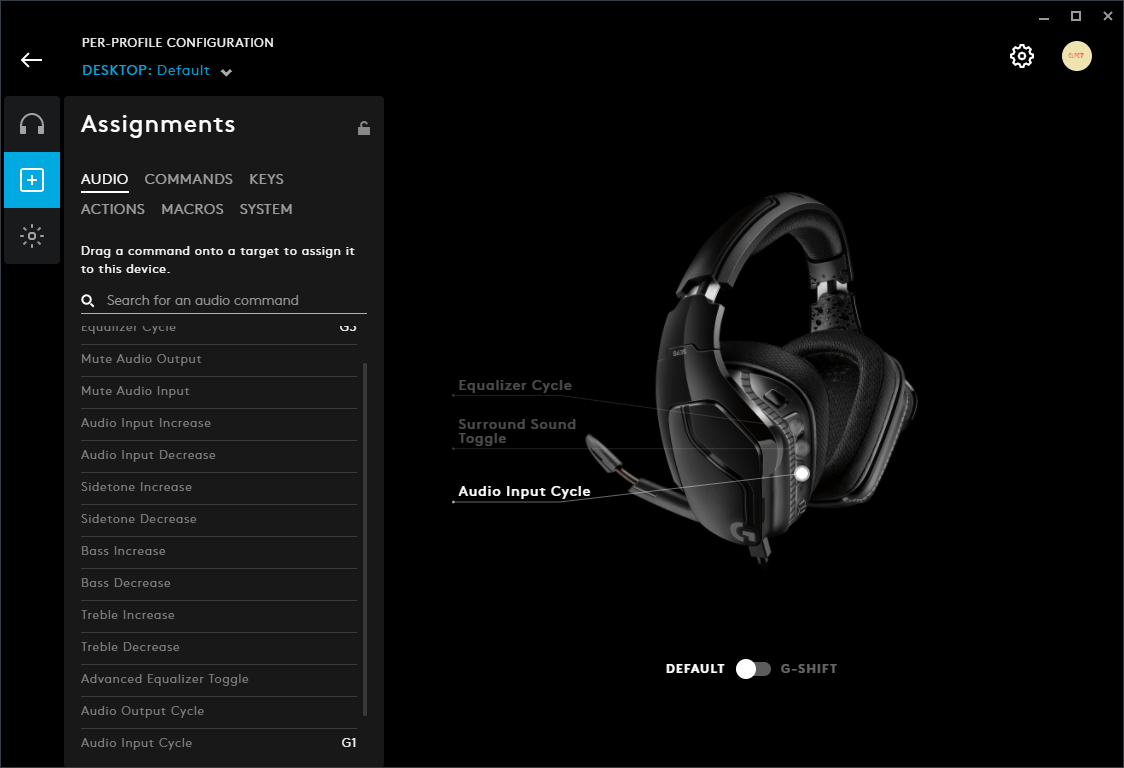 PER-PROFILE CONFIGURATION
DESKTOP: Default
Assignments
AUDIO COMMANDS KEYS
ACTIONS MACROS SYSTEM
Drag a command onto a target to assign it
to this device.
Search for an audio command
Equalizer Cycle G3
Mute Audio Output
Mute Audio Input
Audio Input Increase
Audio Input Decrease
Sidetone Increase
Sidetone Decrease
Bass Increase
Bass Decrease
Treble Increase
Treble Decrease
Advanced Equalizer Toggle
Audio Output Cycle
Audio Input Cycle G1
Equalizer Cycle
Surround Sound
Toggle
Audio Input Cycle
DEFAULT G-SHIFT